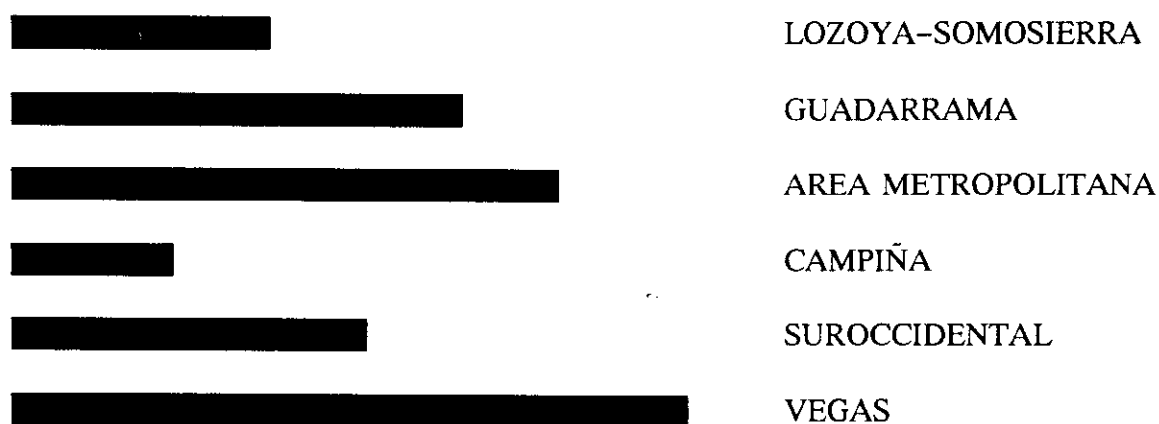 LOZOYA-SOMOSIERRA
GUADARRAMA
AREA METROPOLITANA
CAMPIÑA
SUROCCIDENTAL
VEGAS